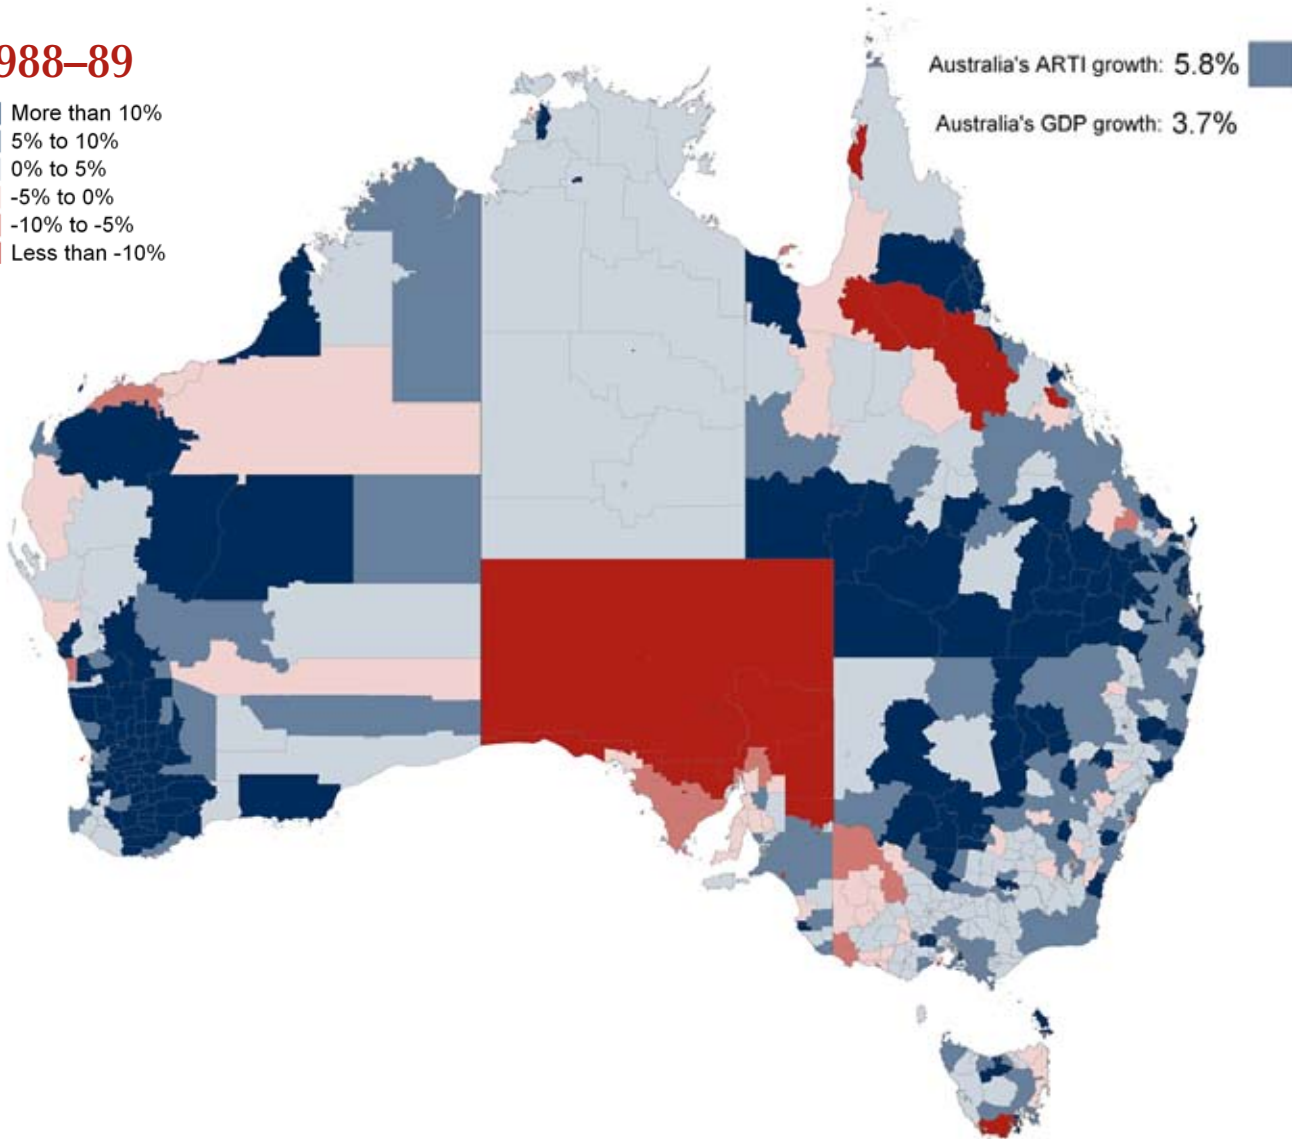 988–89
Australia's ARTI growth: 5.8%
Australia's GDP growth: 3.7%
More than 10%
5% to 10%
0% to 5%
-5% to 0%
-10% to -5%
Less than -10%